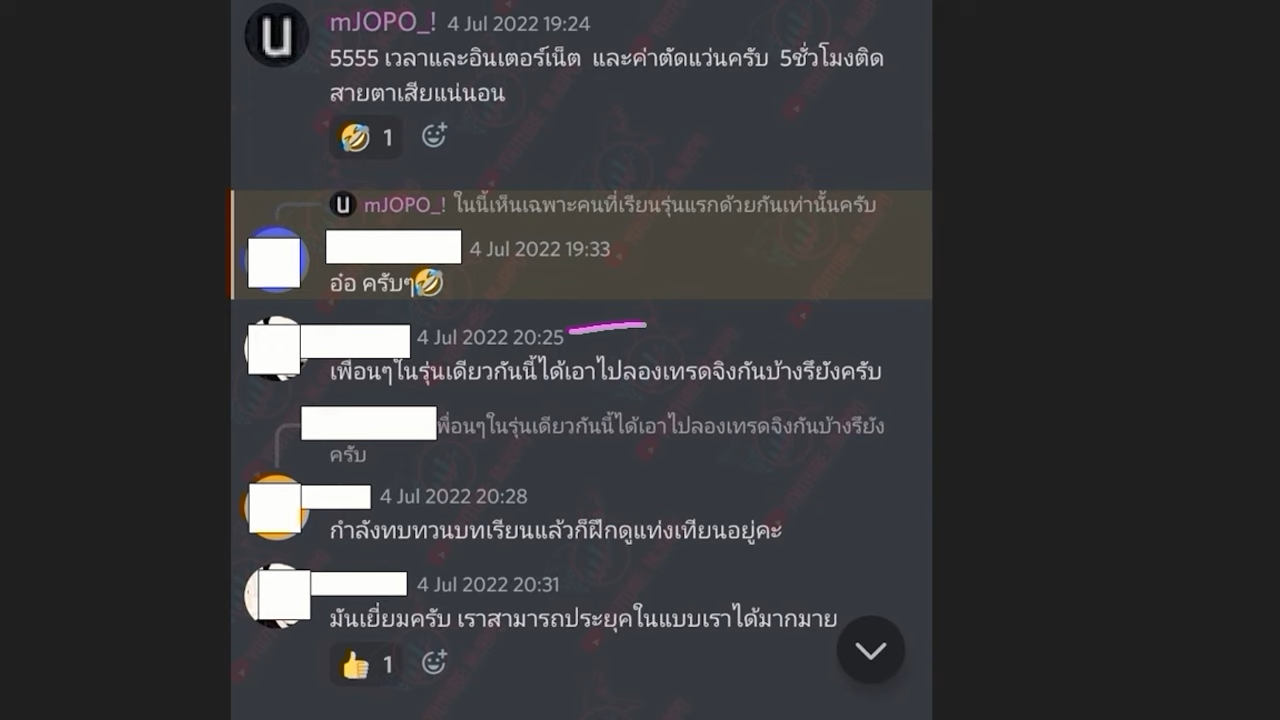 mJOPO_! 4 Jul 2022 19:24
5555 เวลาและอินเตอร์เน็ต และค่าตัดแว่นครับ 5ชั่วโมงติด
สายตาเสียแน่นอน
1
mJOPO_! ในนี้เห็นเฉพาะคนที่เรียนรุ่นแรกด้วยกันเท่านั้นครับ
4 Jul 2022 19:33
อ๋อ ครับๆ🤣
4 Jul 2022 20:25
เพื่อนๆในรุ่นเดียวกันนี้ได้เอาไปลองเทรดจิงกันบ้างรึยังครับ
พื่อนๆในรุ่นเดียวกันนี้ได้เอาไปลองเทรดจิงกันบ้างรึยัง
ครับ
4 Jul 2022 20:28
กำลังทบทวนบทเรียนแล้วก็ฝึกดูแท่งเทียนอยู่คะ
4 Jul 2022 20:31
มันเยี่ยมครับ เราสามารถประยุคในแบบเราได้มากมาย
1